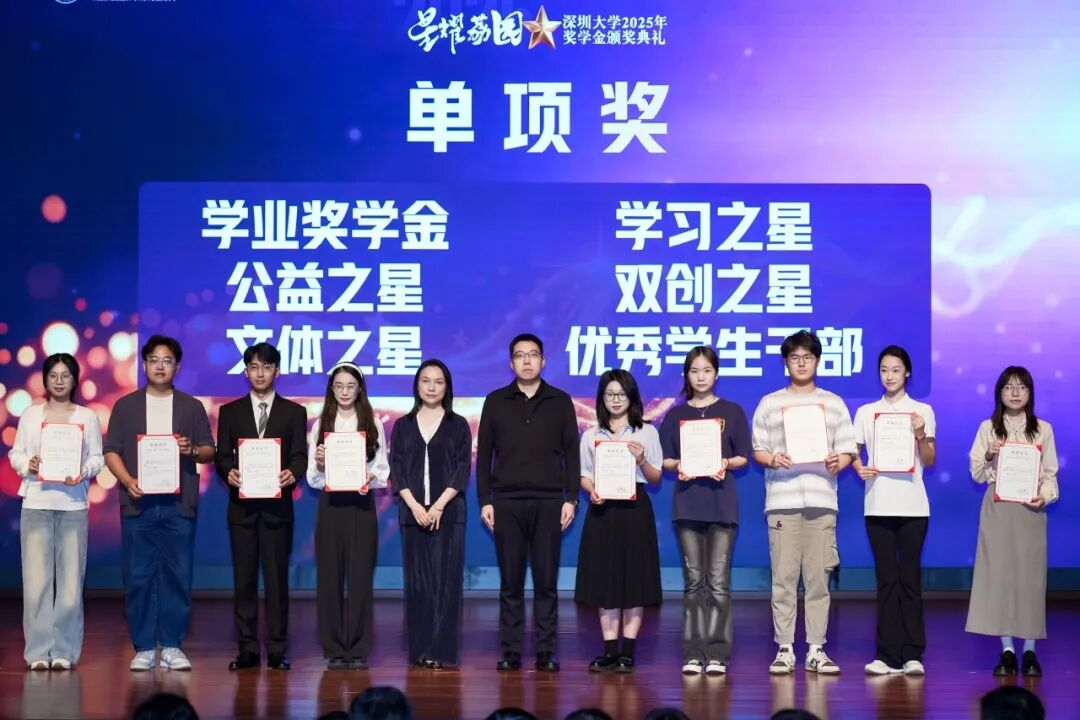 星耀荔园
深圳大学2025年
奖学金颁奖典礼
单项奖
学业奖学金
学习之星
公益之星
双创之星
文体之星
优秀学生干部